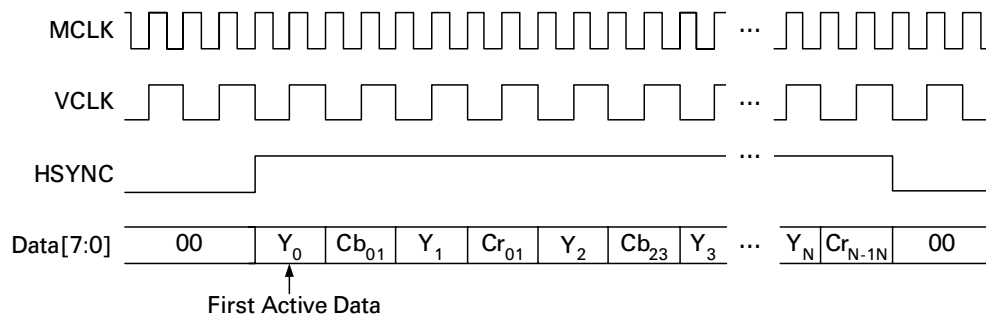 MCLK ...
VCLK ...
HSYNC ...
Data[7:0] 00 Y0 Cb01 Y1 Cr01 Y2 Cb23 Y3 ... YN CrN-1N 00
First Active Data